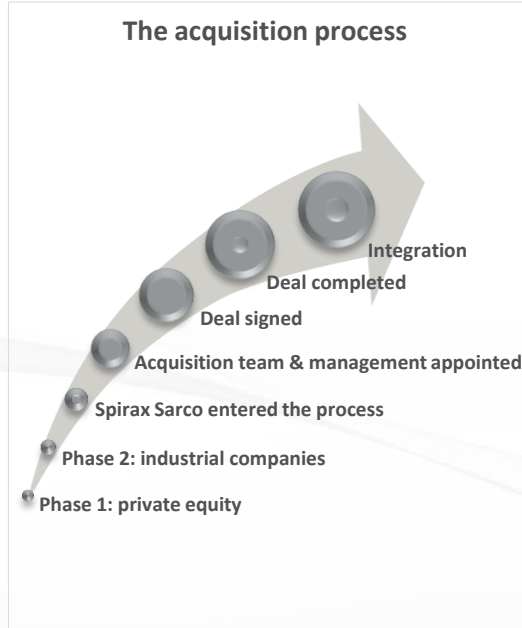 The acquisition process
Integration
Deal completed
Deal signed
Acquisition team & management appointed
Spirax Sarco entered the process
Phase 2: industrial companies
Phase 1: private equity